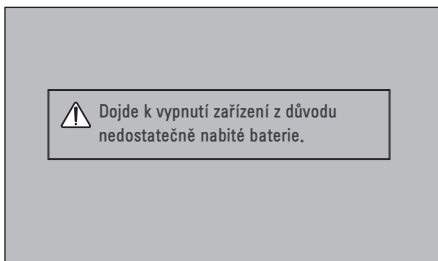 Dojde k vypnutí zařízení z důvodu
nedostatečně nabité baterie.